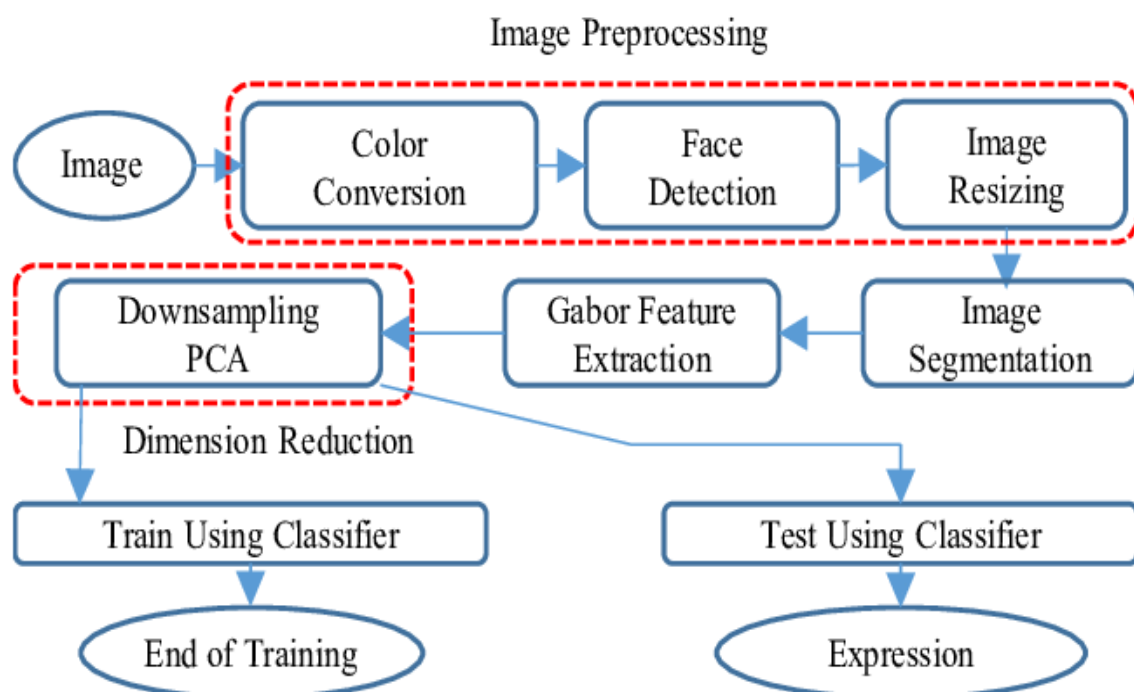 Image Preprocessing
Image
Color
Conversion
Face
Detection
Image
Resizing
Downsampling
PCA
Gabor Feature
Extraction
Image
Segmentation
Dimension Reduction
Train Using Classifier
Test Using Classifier
End of Training
Expression